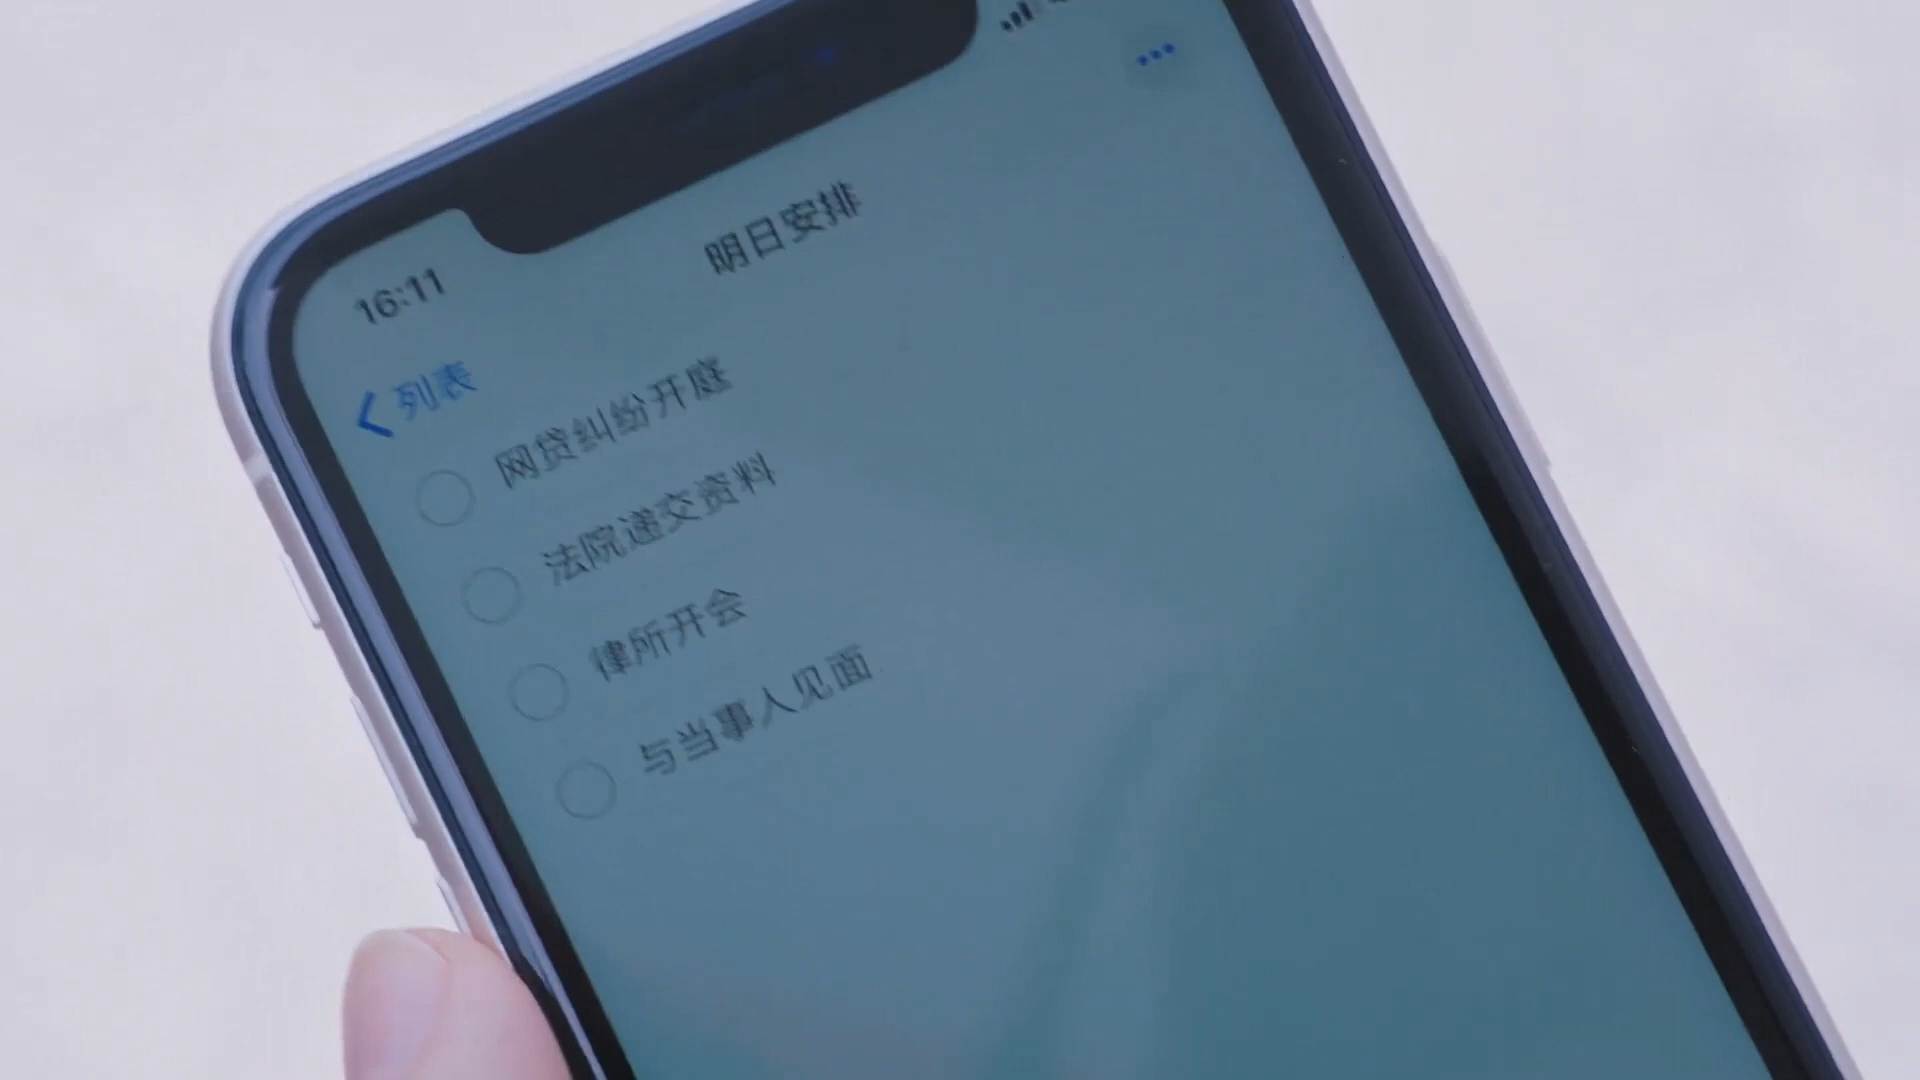 16:11
明日安排
列表
网贷纠纷开庭
法院递交资料
律所开会
与当事人见面